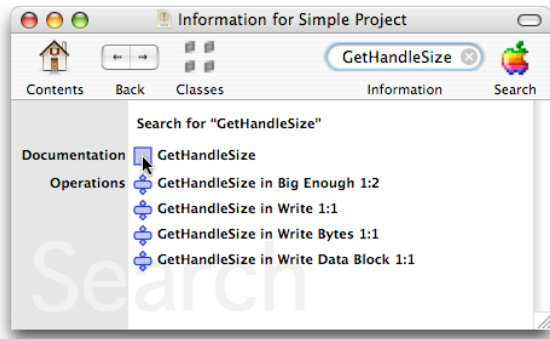 Information for Simple Project
GetHandleSize
Contents Back Classes Information Search
Search for “GetHandleSize”
Documentation GetHandleSize
Operations GetHandleSize in Big Enough 1:2
GetHandleSize in Write 1:1
GetHandleSize in Write Bytes 1:1
GetHandleSize in Write Data Block 1:1
Search